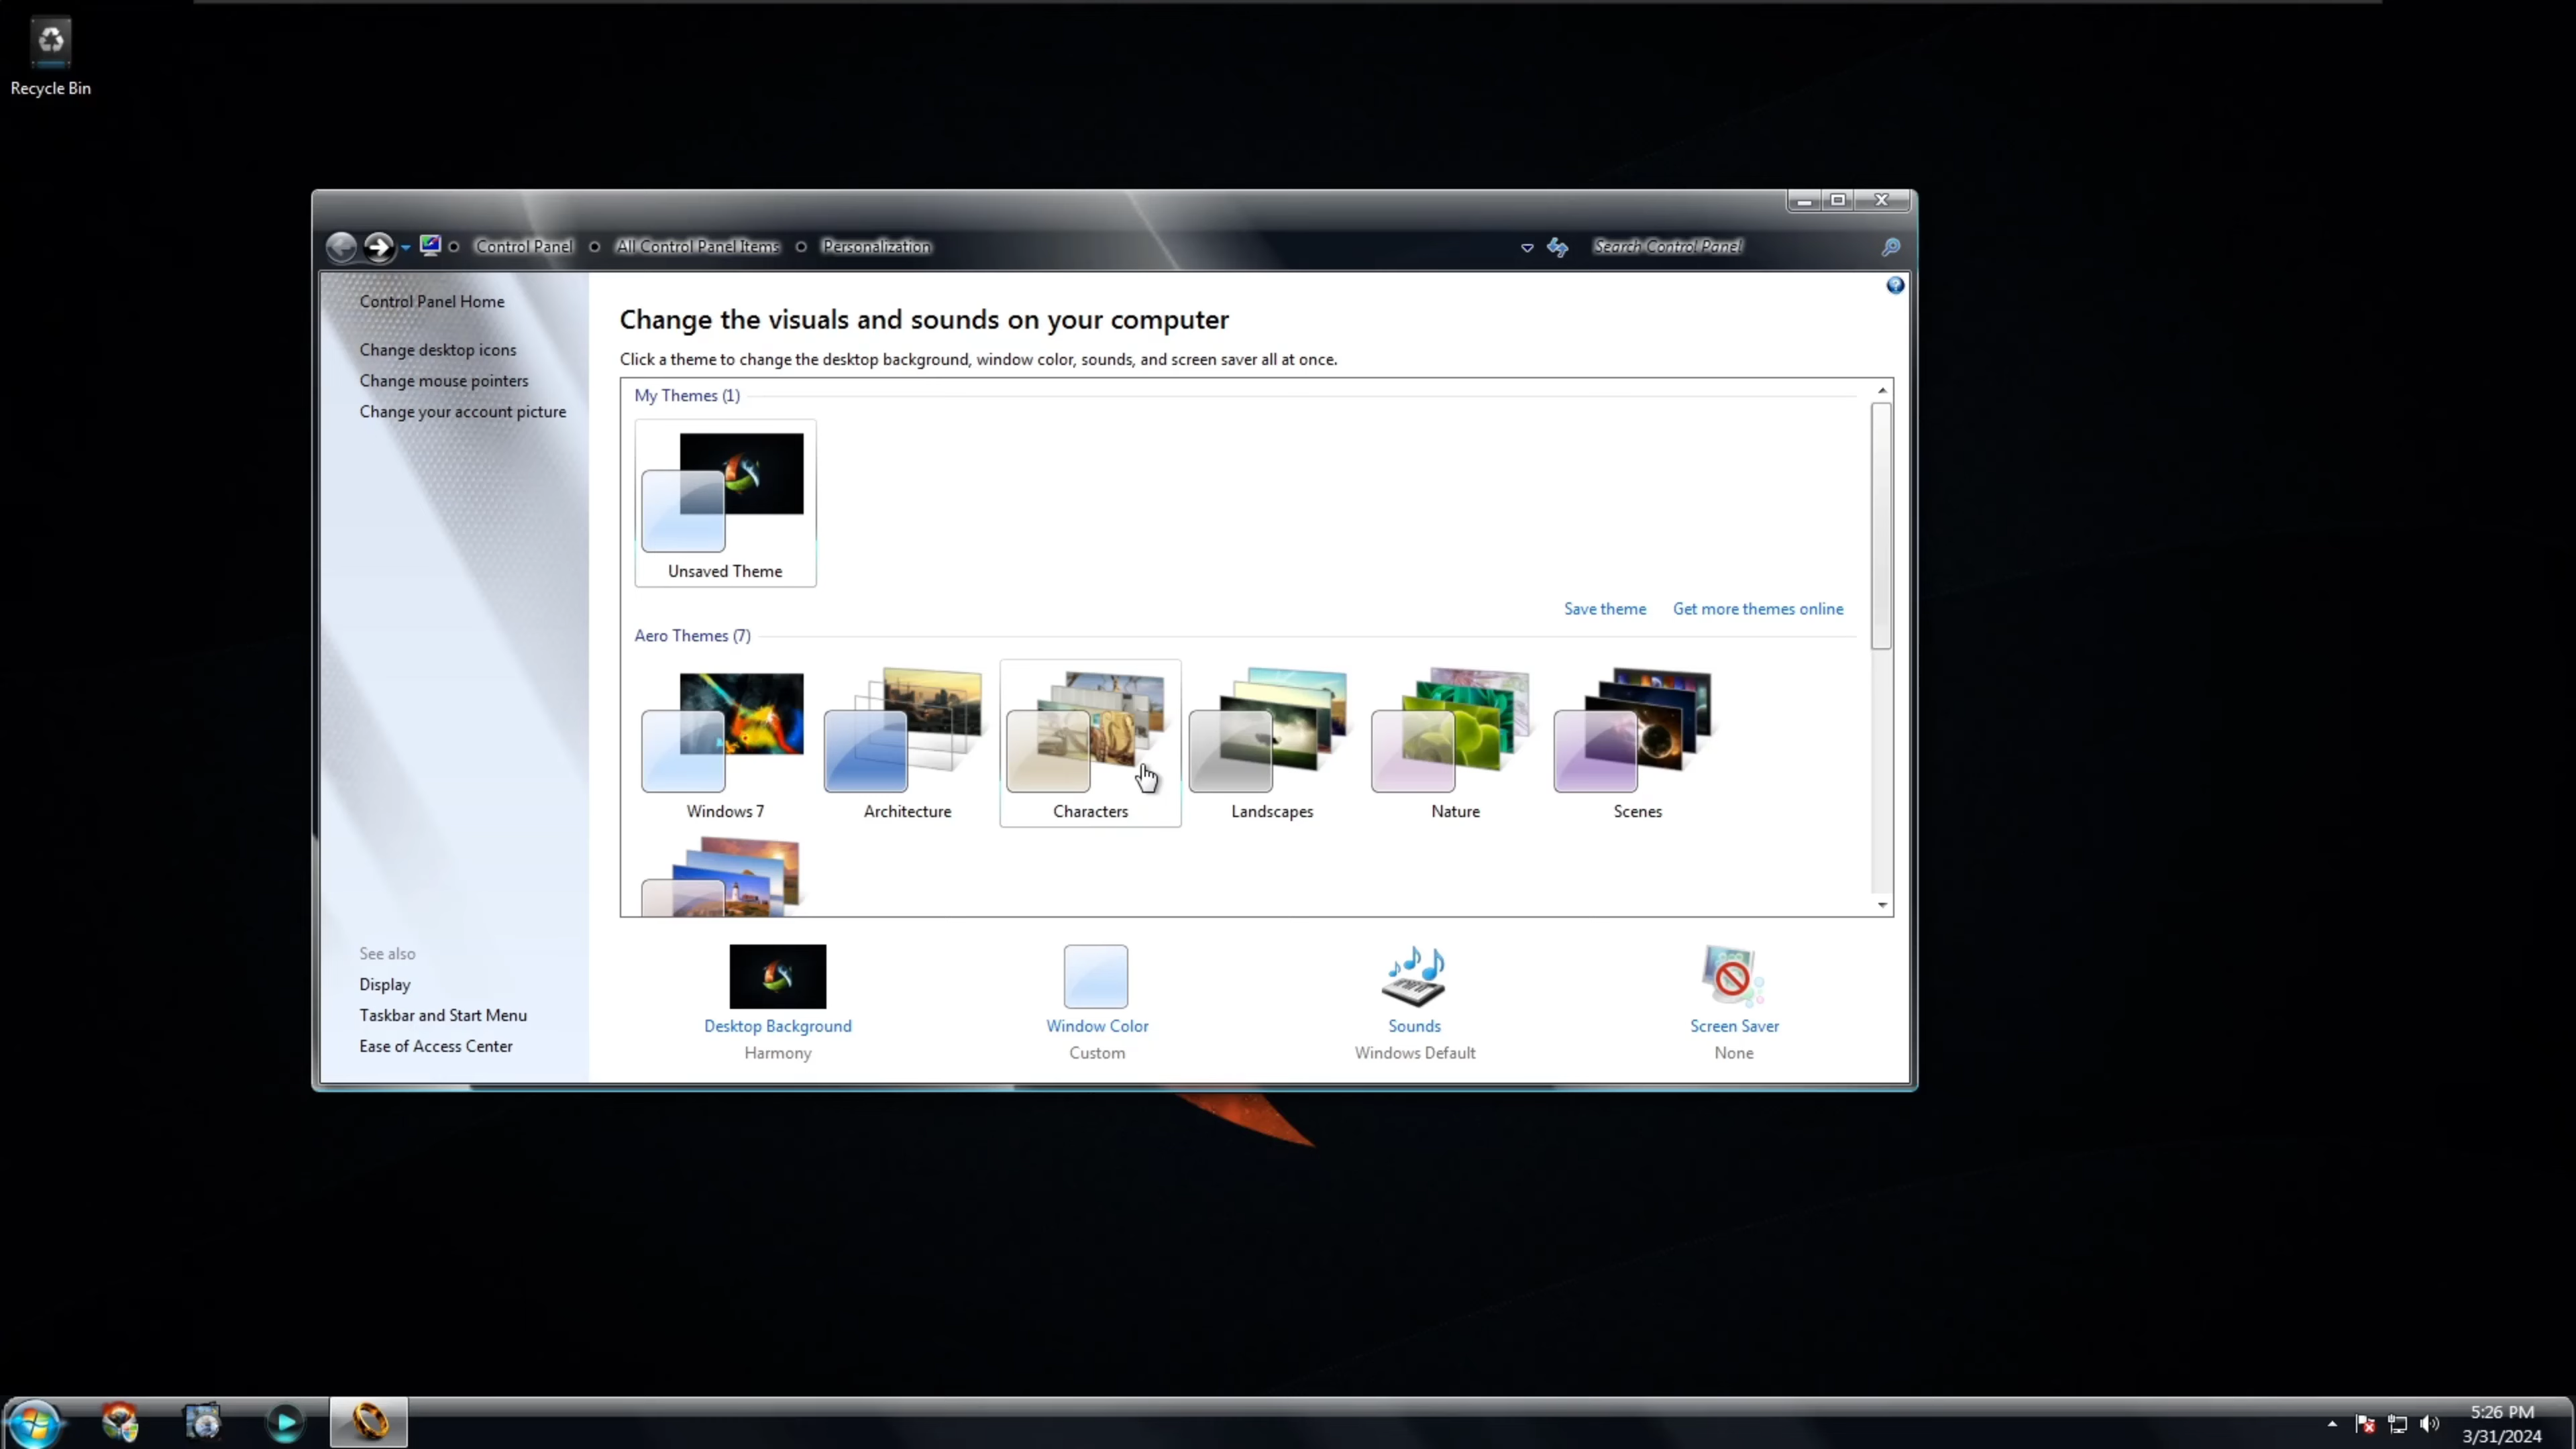 Recycle Bin
Control Panel All Control Panel Items Personalization Search Control Panel
Control Panel Home
Change desktop icons
Change mouse pointers
Change your account picture
See also
Display
Taskbar and Start Menu
Ease of Access Center
Change the visuals and sounds on your computer
Click a theme to change the desktop background, window color, sounds, and screen saver all at once.
My Themes (1)
Unsaved Theme
Save theme Get more themes online
Aero Themes (7)
Windows 7 Architecture Characters Landscapes Nature Scenes
Desktop Background Window Color Sounds Screen Saver
Harmony Custom Windows Default None
5:26 PM
3/31/2024